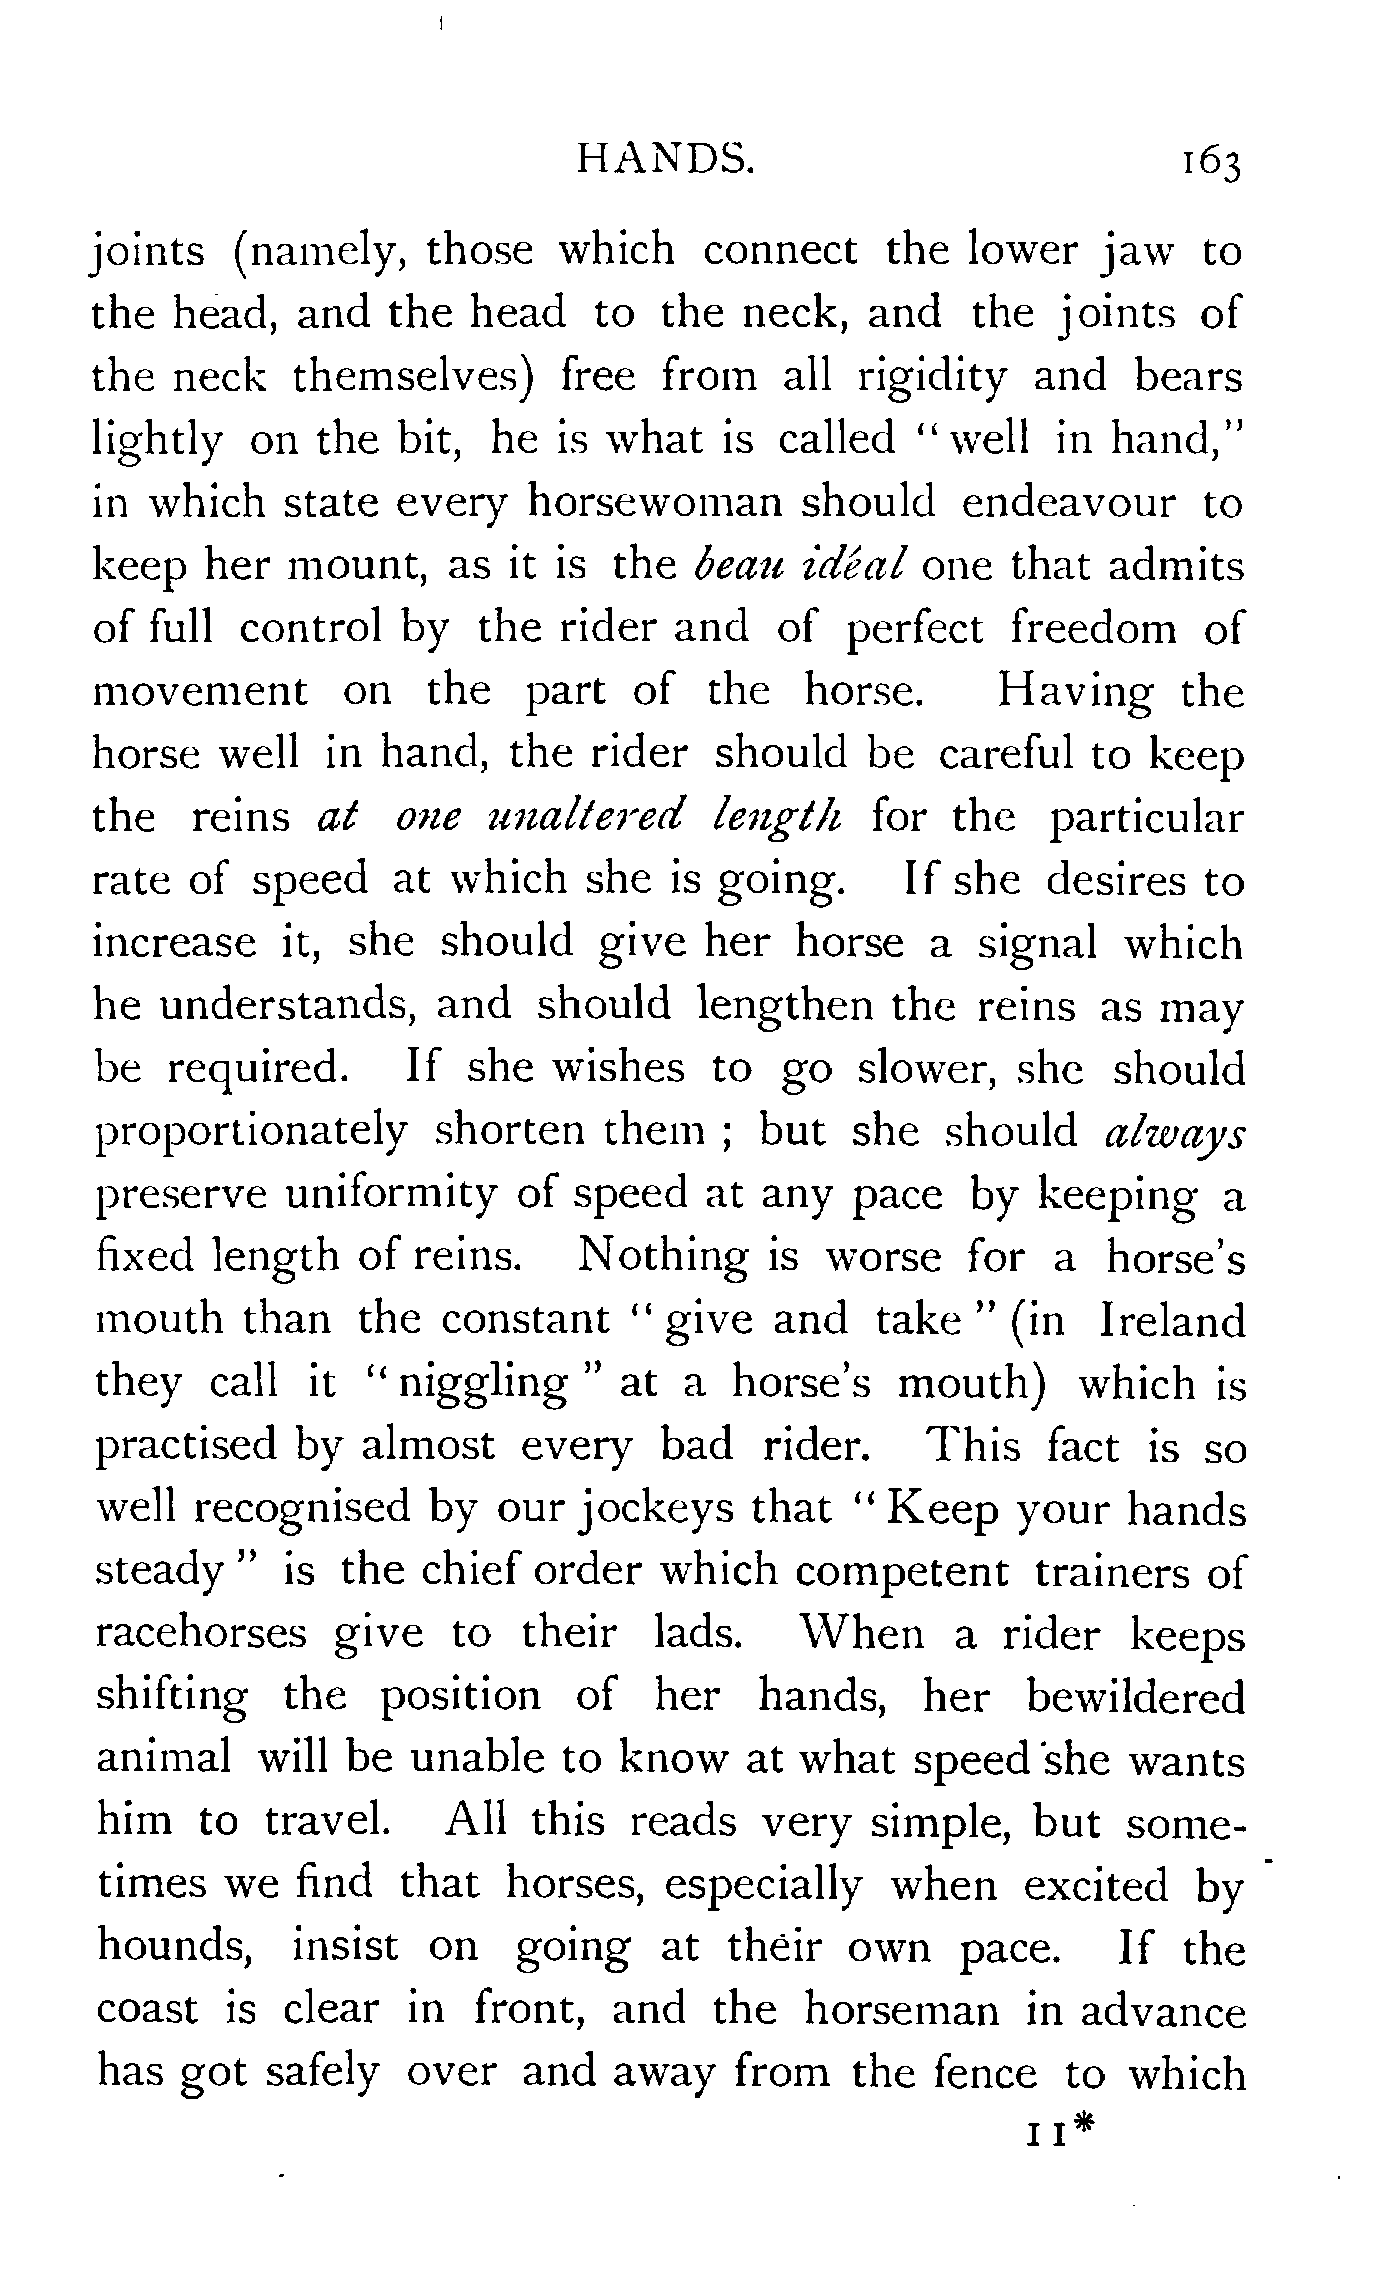 HANDS. 163
joints (namely, those which connect the lower jaw to
the head, and the head to the neck, and the joints of
the neck themselves) free from all rigidity and bears
lightly on the bit, he is what is called "well in hand,"
in which state every horsewoman should endeavour to
keep her mount, as it is the beau idéal one that admits
of full control by the rider and of perfect freedom of
movement on the part of the horse. Having the
horse well in hand, the rider should be careful to keep
the reins at one unaltered length for the particular
rate of speed at which she is going. If she desires to
increase it, she should give her horse a signal which
he understands, and should lengthen the reins as may
be required. If she wishes to go slower, she should
proportionately shorten them ; but she should always
preserve uniformity of speed at any pace by keeping a
fixed length of reins. Nothing is worse for a horse's
mouth than the constant "give and take" (in Ireland
they call it "niggling" at a horse's mouth) which is
practised by almost every bad rider. This fact is so
well recognised by our jockeys that "Keep your hands
steady" is the chief order which competent trainers of
racehorses give to their lads. When a rider keeps
shifting the position of her hands, her bewildered
animal will be unable to know at what speed she wants
him to travel. All this reads very simple, but some-
times we find that horses, especially when excited by
hounds, insist on going at their own pace. If the
coast is clear in front, and the horseman in advance
has got safely over and away from the fence to which
11*